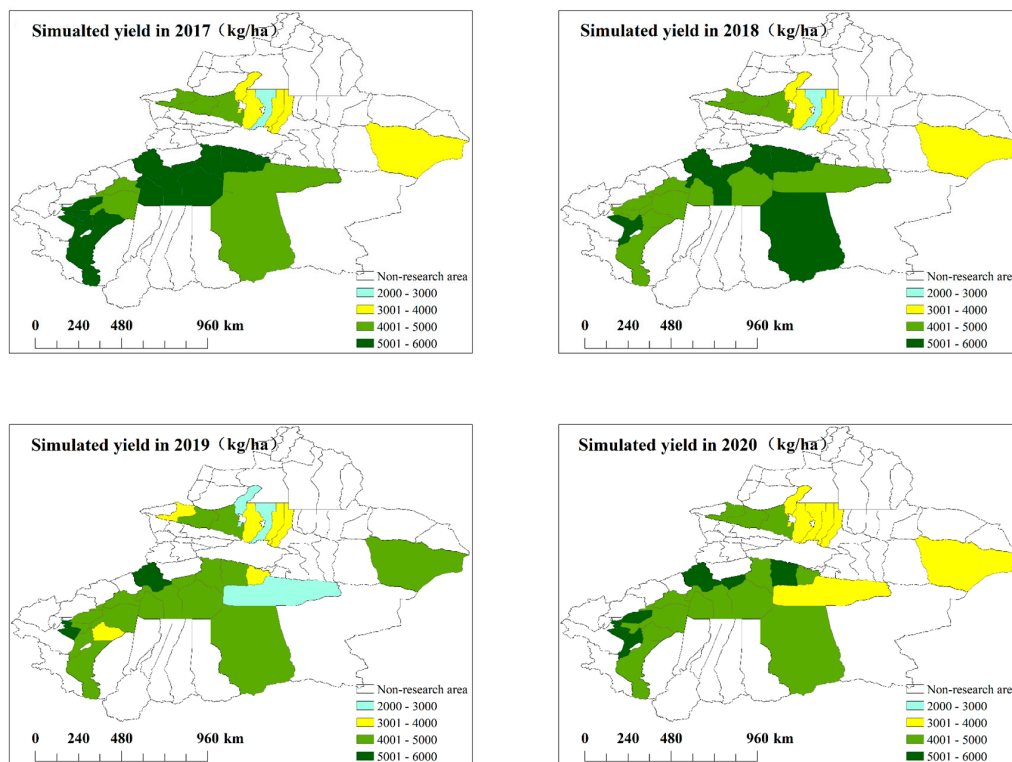 Simualted yield in 2017（kg/ha）
Non-research area
2000 - 3000
3001 - 4000
4001 - 5000
5001 - 6000
0 240 480 960 km
Simulated yield in 2018（kg/ha）
Non-research area
2000 - 3000
3001 - 4000
4001 - 5000
5001 - 6000
0 240 480 960 km
Simulated yield in 2019（kg/ha）
Non-research area
2000 - 3000
3001 - 4000
4001 - 5000
5001 - 6000
0 240 480 960 km
Simulated yield in 2020（kg/ha）
Non-research area
2000 - 3000
3001 - 4000
4001 - 5000
5001 - 6000
0 240 480 960 km